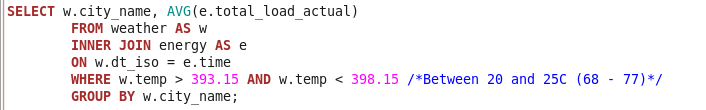 SELECT w.city_name, AVG(e.total_load_actual)
FROM weather AS w
INNER JOIN energy AS e
ON w.dt_iso = e.time
WHERE w.temp > 393.15 AND w.temp < 398.15 /*Between 20 and 25C (68 - 77)*/
GROUP BY w.city_name;